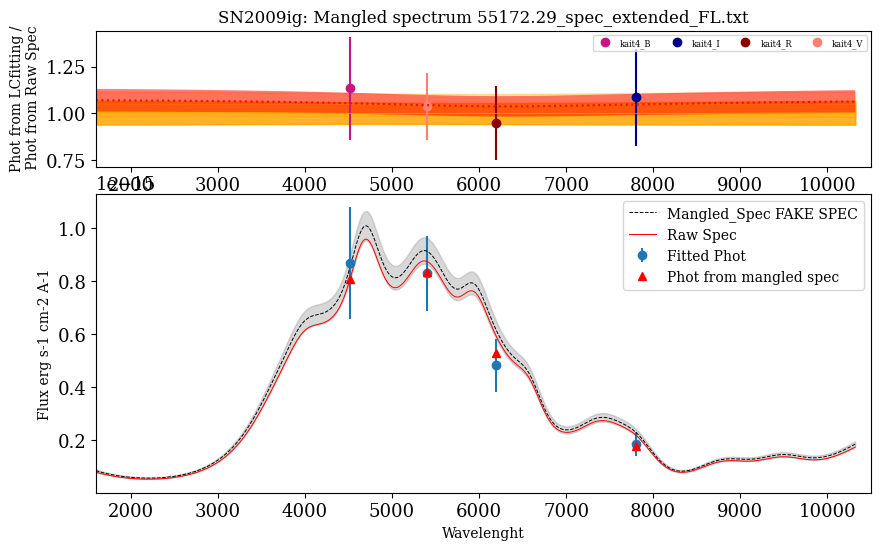 SN2009ig: Mangled spectrum 55172.29_spec_extended_FL.txt
Phot from LCfitting /
Phot from Raw Spec
1.25
1.00
0.75
kait4_B
kait4_I
kait4_R
kait4_V
2000 3000 4000 5000 6000 7000 8000 9000 10000
1e−15
Flux erg s-1 cm-2 A-1
1.0
0.8
0.6
0.4
0.2
Mangled_Spec FAKE SPEC
Raw Spec
Fitted Phot
Phot from mangled spec
2000 3000 4000 5000 6000 7000 8000 9000 10000
Wavelenght